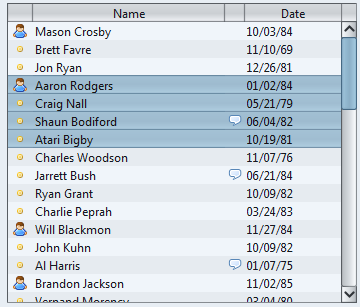 Name Date
Mason Crosby 10/03/84
Brett Favre 11/10/69
Jon Ryan 12/26/81
Aaron Rodgers 01/02/84
Craig Nall 05/21/79
Shaun Bodiford 06/04/82
Atari Bigby 10/19/81
Charles Woodson 11/07/76
Jarrett Bush 06/21/84
Ryan Grant 10/09/82
Charlie Peprah 03/24/83
Will Blackmon 11/27/84
John Kuhn 10/09/82
Al Harris 01/07/75
Brandon Jackson 11/02/85
Vernand Morency 03/04/80